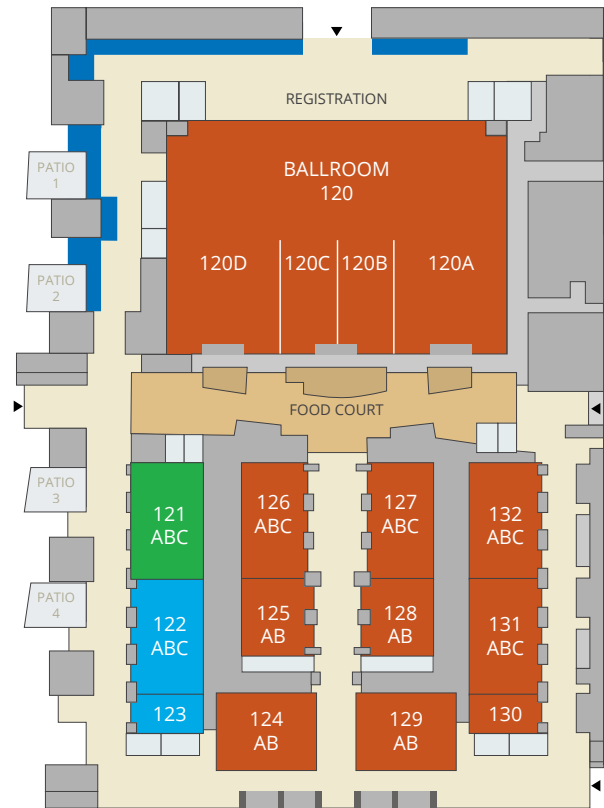 REGISTRATION
PATIO
1
BALLROOM
120
PATIO
2
120D
120C
120B
120A
FOOD COURT
PATIO
3
121
ABC
126
ABC
127
ABC
132
ABC
PATIO
4
122
ABC
125
AB
128
AB
131
ABC
123
124
AB
129
AB
130